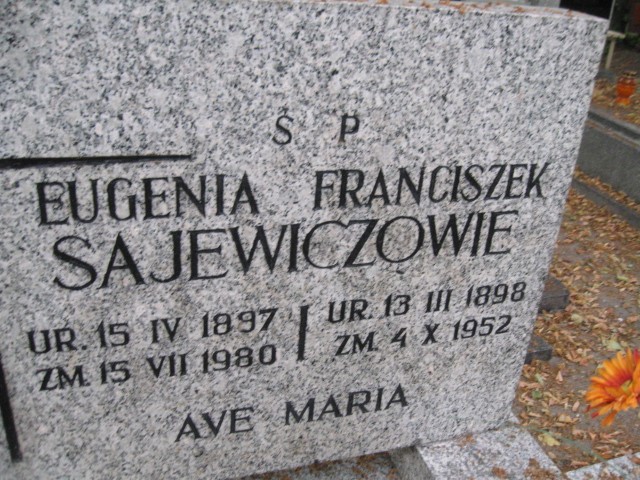 Ś P
EUGENIA FRANCISZEK
SAJEWICZOWIE
UR. 15 IV 1897 UR. 13 III 1898
ZM. 15 VII 1980 ZM. 4 X 1952
AVE MARIA